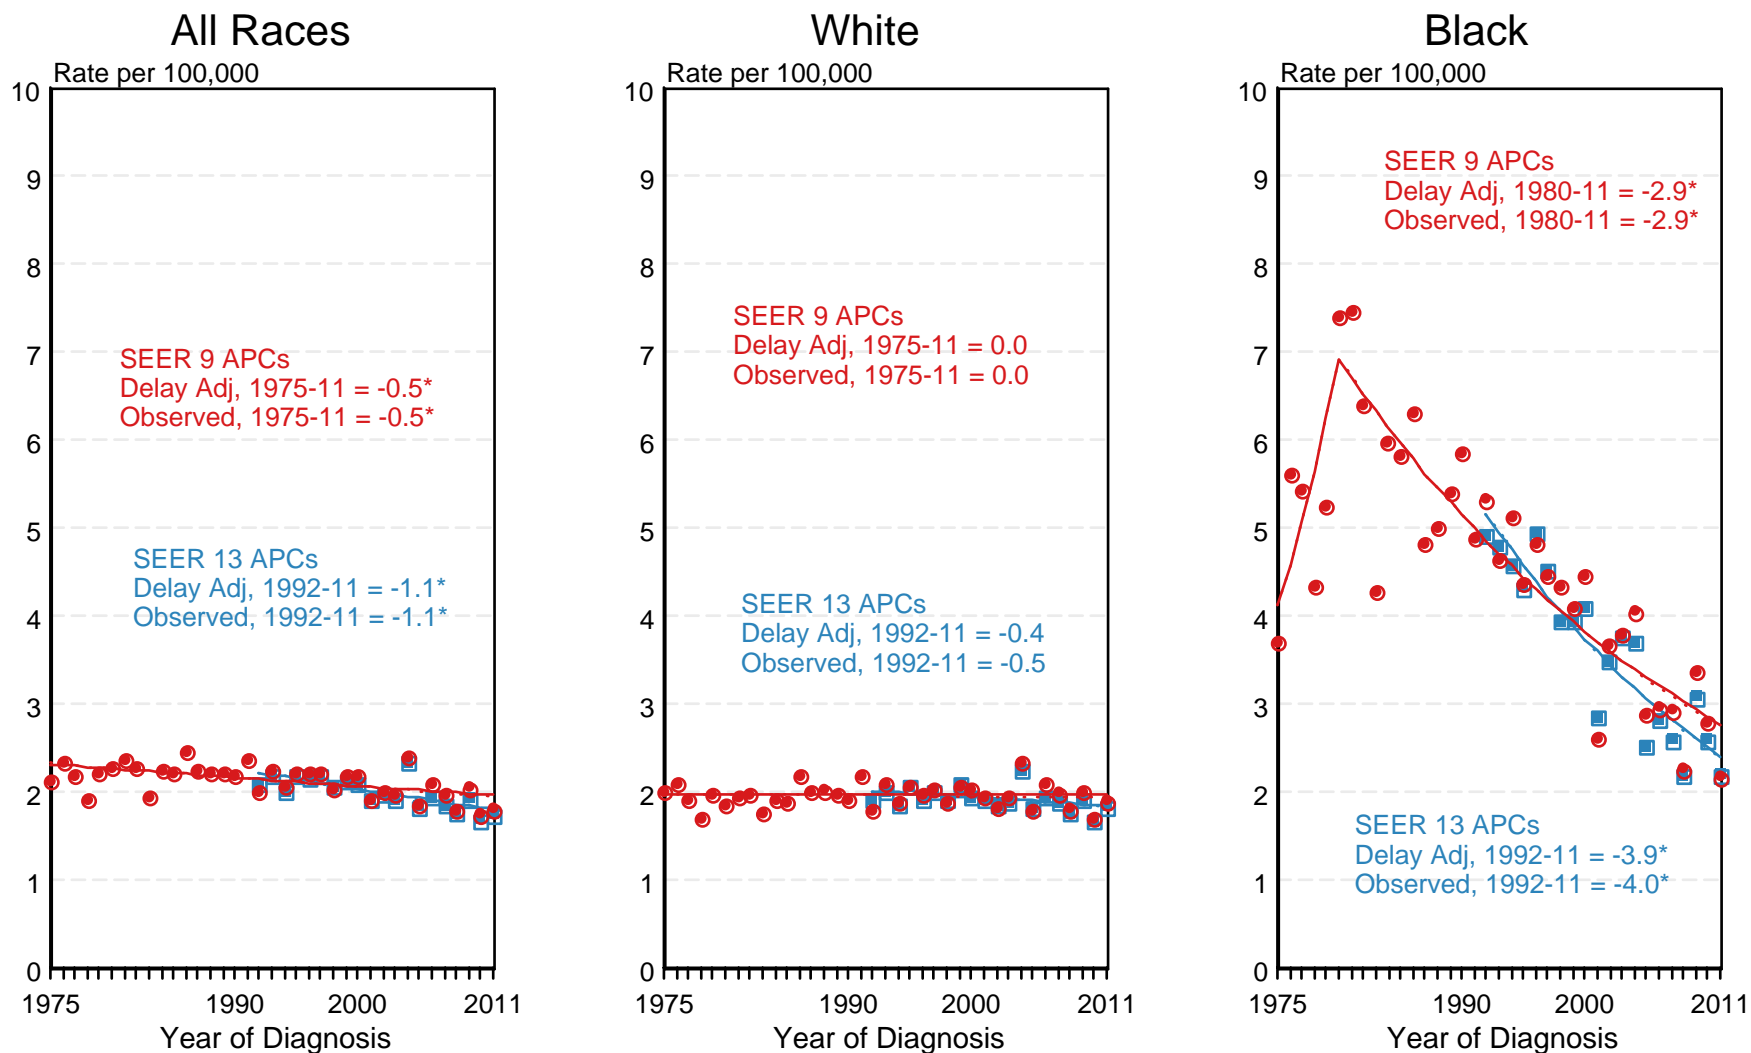 All Races
Rate per 100,000
10
9
8
7
6
5
4
3
2
1
0
SEER 9 APCs
Delay Adj, 1975-11 = -0.5*
Observed, 1975-11 = -0.5*
SEER 13 APCs
Delay Adj, 1992-11 = -1.1*
Observed, 1992-11 = -1.1*
1975
1990
2000
2011
Year of Diagnosis
White
Rate per 100,000
10
9
8
7
6
5
4
3
2
1
0
SEER 9 APCs
Delay Adj, 1975-11 = 0.0
Observed, 1975-11 = 0.0
SEER 13 APCs
Delay Adj, 1992-11 = -0.4
Observed, 1992-11 = -0.5
1975
1990
2000
2011
Year of Diagnosis
Black
Rate per 100,000
10
9
8
7
6
5
4
3
2
1
0
SEER 9 APCs
Delay Adj, 1980-11 = -2.9*
Observed, 1980-11 = -2.9*
SEER 13 APCs
Delay Adj, 1992-11 = -3.9*
Observed, 1992-11 = -4.0*
1975
1990
2000
2011
Year of Diagnosis